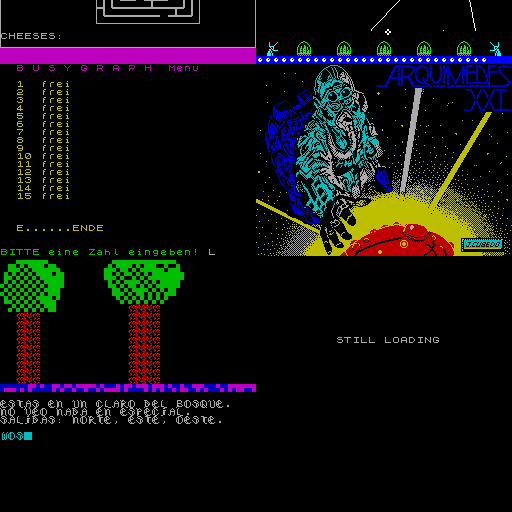 CHEESES:
B U S Y G R A P H  Menu
1 frei
2 frei
3 frei
4 frei
5 frei
6 frei
7 frei
8 frei
9 frei
10 frei
11 frei
12 frei
13 frei
14 frei
15 frei
E......ENDE
BITTE eine Zahl eingeben! L
ARQUIMEDES
XXI
J.CUBEDO
STILL LOADING
ESTAS EN UN CLARO DEL BOSQUE.
NO VEO NADA EN ESPECIAL.
SALIDAS: NORTE, ESTE, OESTE.